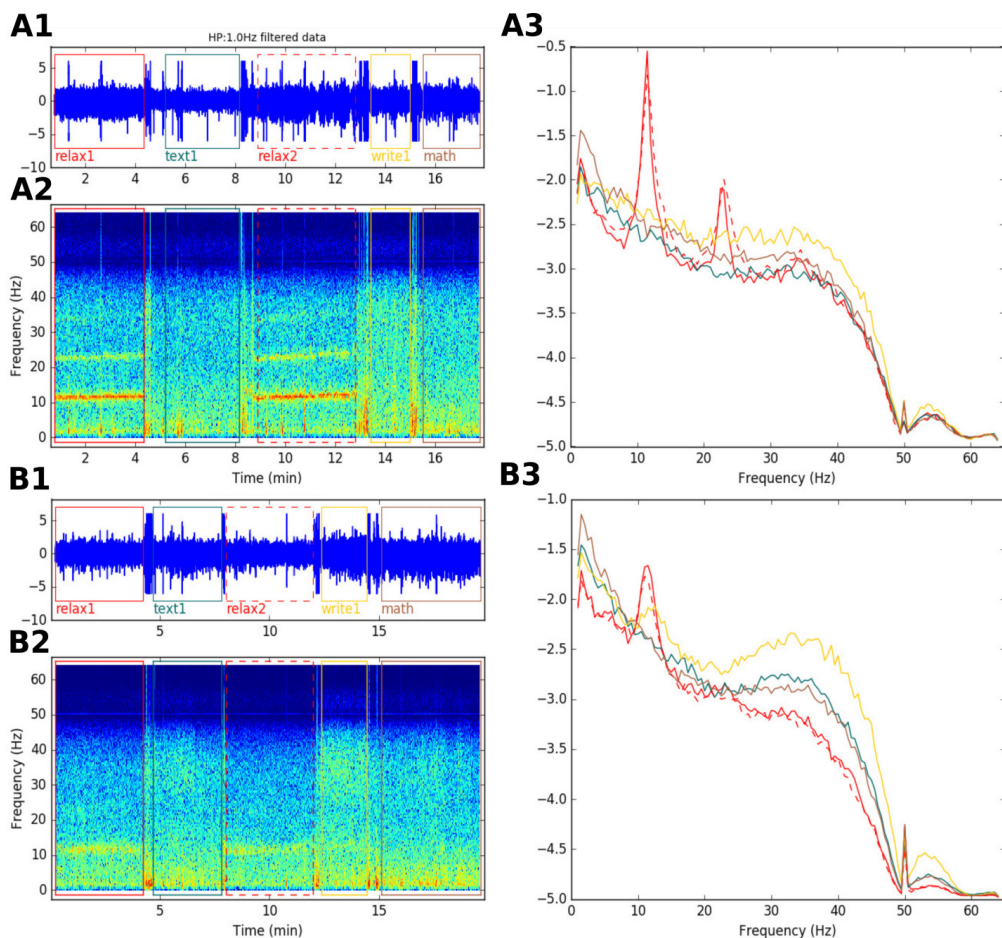 A1
HP:1.0Hz filtered data
5
0
−5
−10
relax1 text1 relax2 write1 math
2 4 6 8 10 12 14 16
A2
Frequency (Hz)
60
50
40
30
20
10
0
2 4 6 8 10 12 14 16
Time (min)
A3
−0.5
−1.0
−1.5
−2.0
−2.5
−3.0
−3.5
−4.0
−4.5
−5.0
0 10 20 30 40 50 60
Frequency (Hz)
B1
5
0
−5
−10
relax1 text1 relax2 write1 math
5 10 15
B2
Frequency (Hz)
60
50
40
30
20
10
0
5 10 15
Time (min)
B3
−1.0
−1.5
−2.0
−2.5
−3.0
−3.5
−4.0
−4.5
−5.0
0 10 20 30 40 50 60
Frequency (Hz)